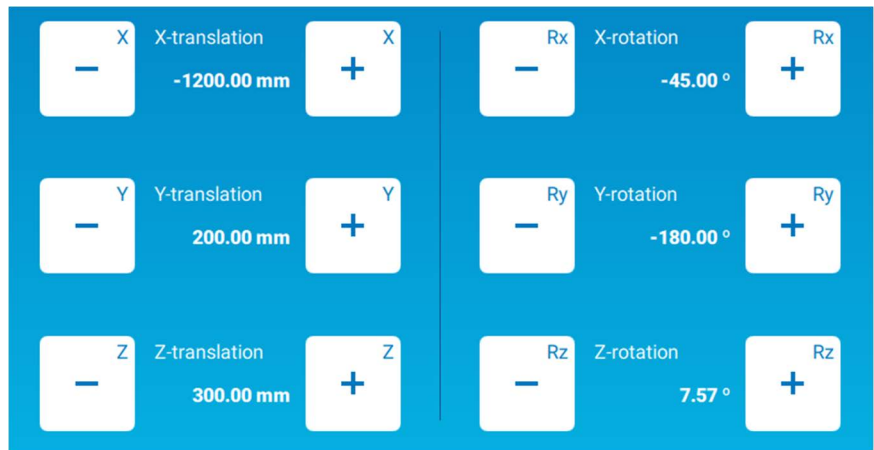 X X-translation X Rx X-rotation Rx
− -1200.00 mm + − -45.00 º +
Y Y-translation Y Ry Y-rotation Ry
− 200.00 mm + − -180.00 º +
Z Z-translation Z Rz Z-rotation Rz
− 300.00 mm + − 7.57 º +